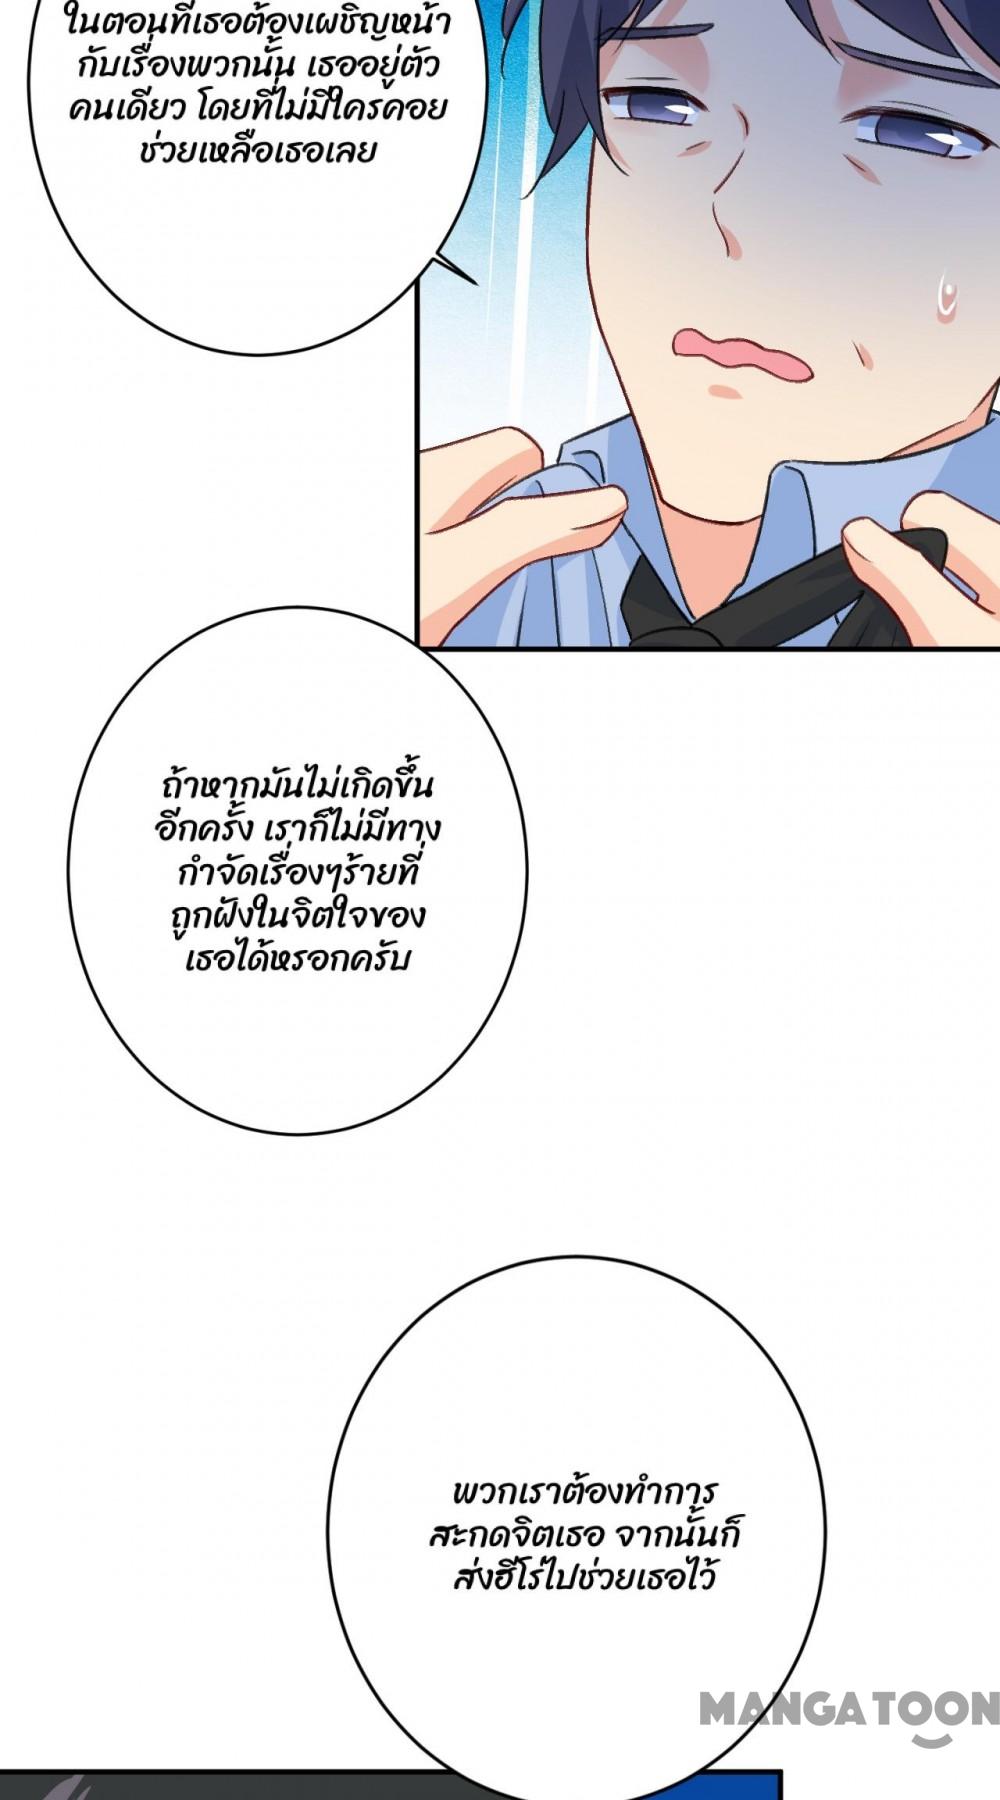 ในตอนที่เธอต้องเผชิญหน้า
กับเรื่องพวกนั้น เธออยู่ตัว
คนเดียว โดยที่ไม่มีใครคอย
ช่วยเหลือเธอเลย
ถ้าหากมันไม่เกิดขึ้น
อีกครั้ง เราก็ไม่มีทาง
กำจัดเรื่องๆร้ายที่
ถูกฝังในจิตใจของ
เธอได้หรอกครับ
พวกเราต้องทำการ
สะกดจิตเธอ จากนั้นก็
ส่งฮีโร่ไปช่วยเธอไว้
MANGATOON